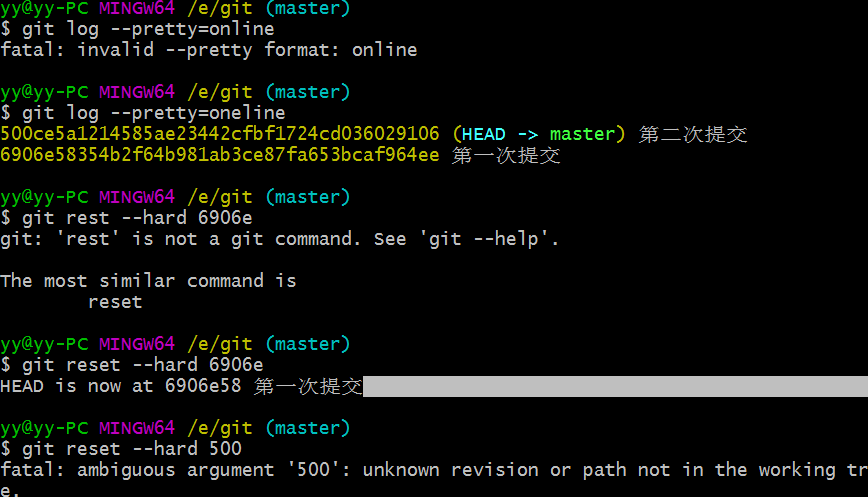 yy@yy-PC MINGW64 /e/git (master)
$ git log --pretty=online
fatal: invalid --pretty format: online
yy@yy-PC MINGW64 /e/git (master)
$ git log --pretty=oneline
500ce5a1214585ae23442cfbf1724cd036029106 (HEAD -> master) 第二次提交
6906e58354b2f64b981ab3ce87fa653bcaf964ee 第一次提交
yy@yy-PC MINGW64 /e/git (master)
$ git rest --hard 6906e
git: 'rest' is not a git command. See 'git --help'.
The most similar command is
reset
yy@yy-PC MINGW64 /e/git (master)
$ git reset --hard 6906e
HEAD is now at 6906e58 第一次提交
yy@yy-PC MINGW64 /e/git (master)
$ git reset --hard 500
fatal: ambiguous argument '500': unknown revision or path not in the working tr
e.